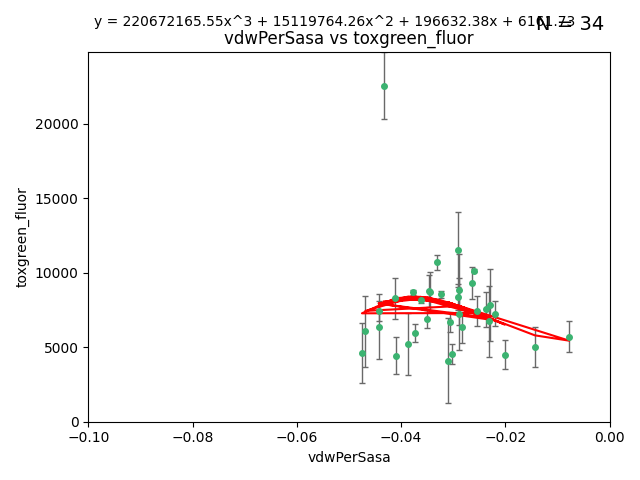 y = 220672165.55x^3 + 15119764.26x^2 + 196632.38x + 6161.73
N = 34
vdwPerSasa vs toxgreen_fluor
toxgreen_fluor
20000
15000
10000
5000
0
−0.10 −0.08 −0.06 −0.04 −0.02 0.00
vdwPerSasa